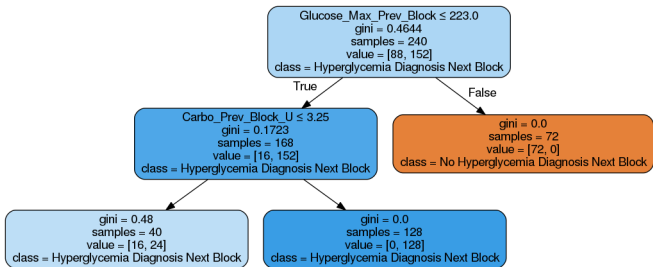 Glucose_Max_Prev_Block ≤ 223.0
gini = 0.4644
samples = 240
value = [88, 152]
class = Hyperglycemia Diagnosis Next Block
True
False
Carbo_Prev_Block_U ≤ 3.25
gini = 0.1723
samples = 168
value = [16, 152]
class = Hyperglycemia Diagnosis Next Block
gini = 0.0
samples = 72
value = [72, 0]
class = No Hyperglycemia Diagnosis Next Block
gini = 0.48
samples = 40
value = [16, 24]
class = Hyperglycemia Diagnosis Next Block
gini = 0.0
samples = 128
value = [0, 128]
class = Hyperglycemia Diagnosis Next Block